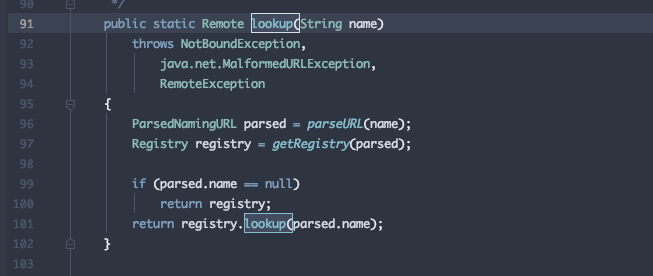 90 */
91 public static Remote lookup(String name)
92 throws NotBoundException,
93 java.net.MalformedURLException,
94 RemoteException
95 {
96 ParsedNamingURL parsed = parseURL(name);
97 Registry registry = getRegistry(parsed);
98
99 if (parsed.name == null)
100 return registry;
101 return registry.lookup(parsed.name);
102 }
103